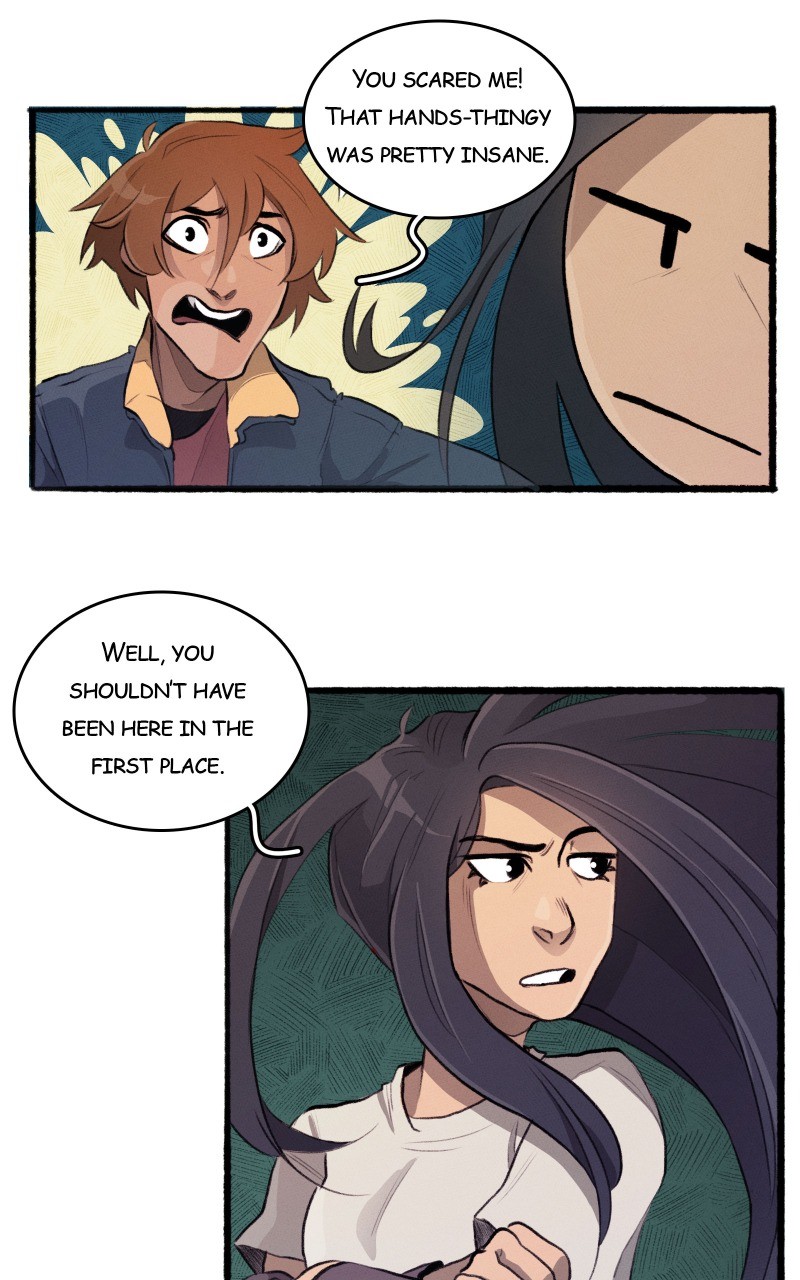 YOU SCARED ME!
THAT HANDS-THINGY
WAS PRETTY INSANE.
WELL, YOU
SHOULDN'T HAVE
BEEN HERE IN THE
FIRST PLACE.